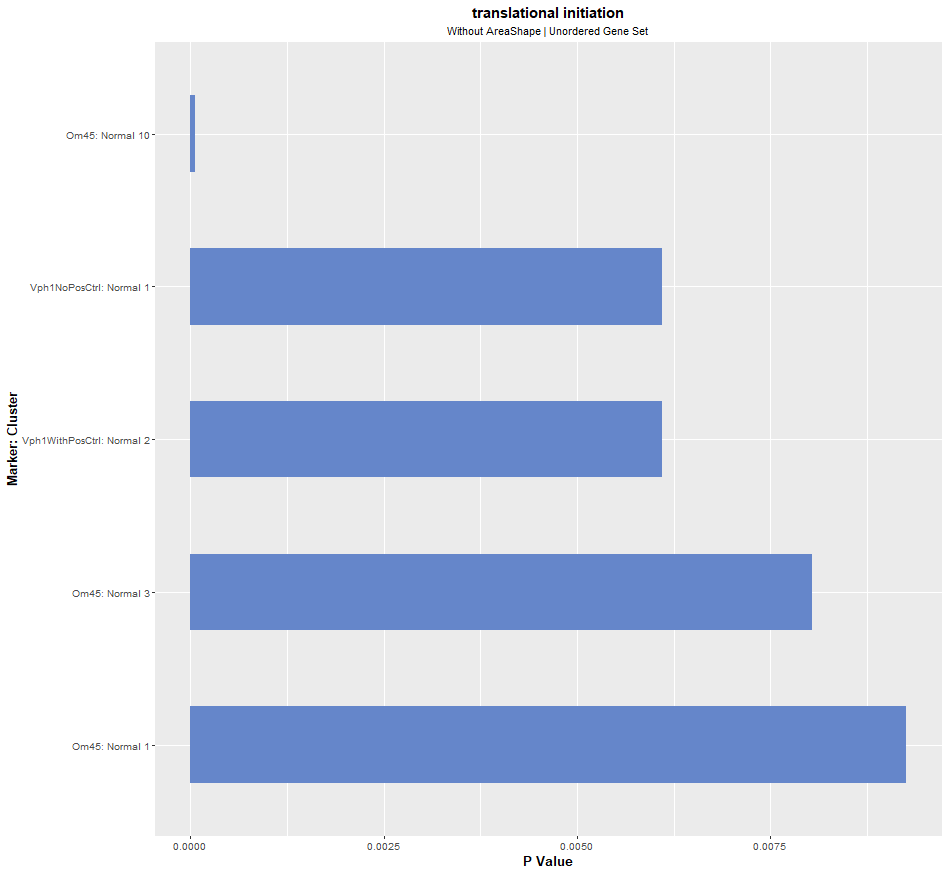 translational initiation
Without AreaShape | Unordered Gene Set
Marker: Cluster
Om45: Normal 10
Vph1NoPosCtrl: Normal 1
Vph1WithPosCtrl: Normal 2
Om45: Normal 3
Om45: Normal 1
0.0000 0.0025 0.0050 0.0075
P Value